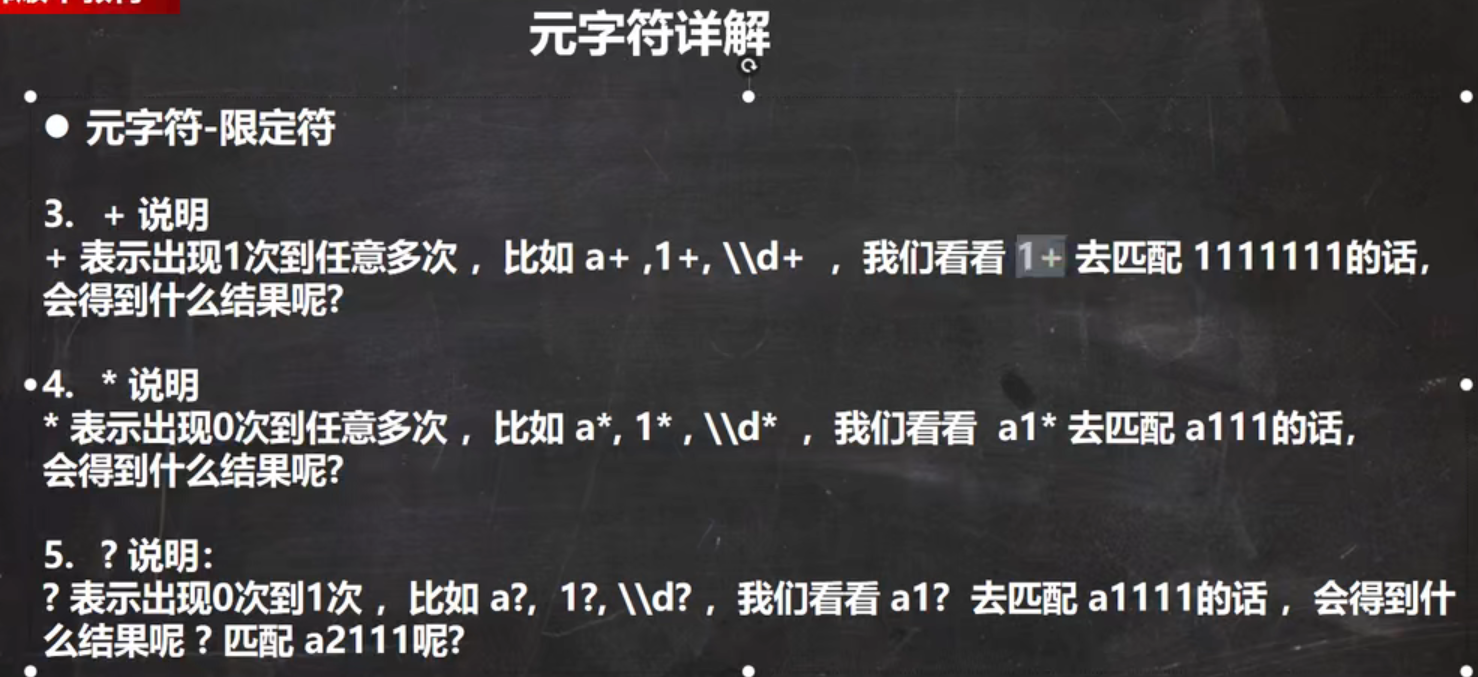 元字符详解
● 元字符-限定符
3. + 说明
+ 表示出现1次到任意多次 ，比如 a+ ,1+, \\d+ ，我们看看 1+ 去匹配 1111111的话，
会得到什么结果呢?
4. * 说明
* 表示出现0次到任意多次 ，比如 a*, 1* , \\d* ，我们看看 a1* 去匹配 a111的话，
会得到什么结果呢?
5. ? 说明：
? 表示出现0次到1次 ，比如 a?, 1?, \\d? ，我们看看 a1? 去匹配 a1111的话 ，会得到什
么结果呢 ? 匹配 a2111呢?